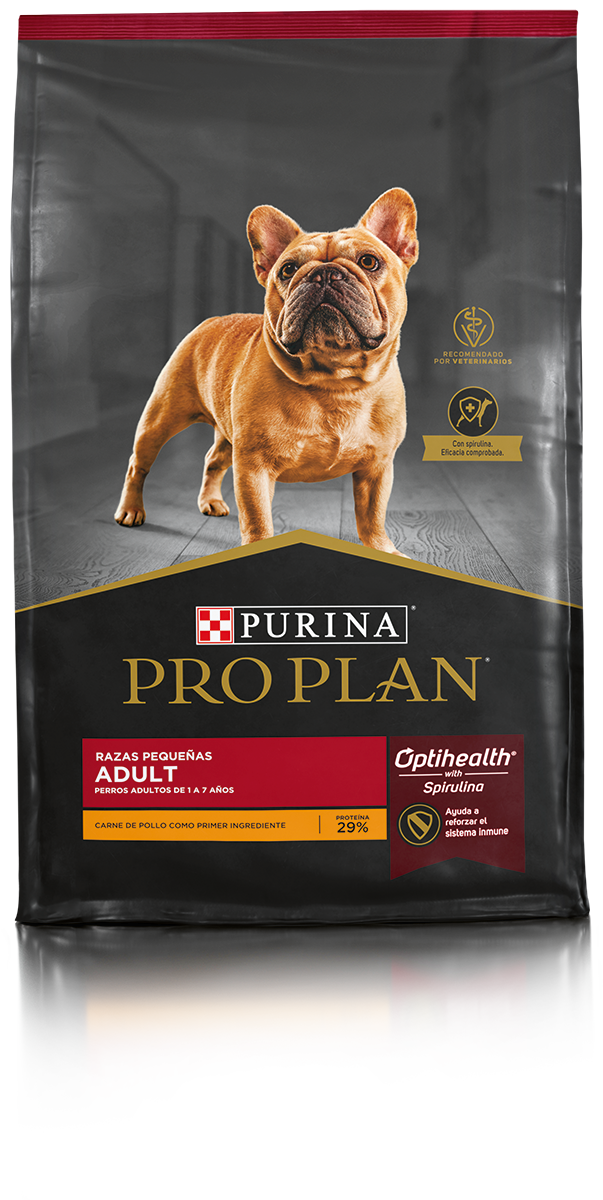 RECOMENDADO
POR VETERINARIOS
Con spirulina.
Eficacia comprobada.
PURINA®
PRO PLAN®
RAZAS PEQUEÑAS
ADULT
PERROS ADULTOS DE 1 A 7 AÑOS
CARNE DE POLLO COMO PRIMER INGREDIENTE
PROTEÍNA
29%
Optihealth®
with
Spirulina
Ayuda a
reforzar el
sistema inmune